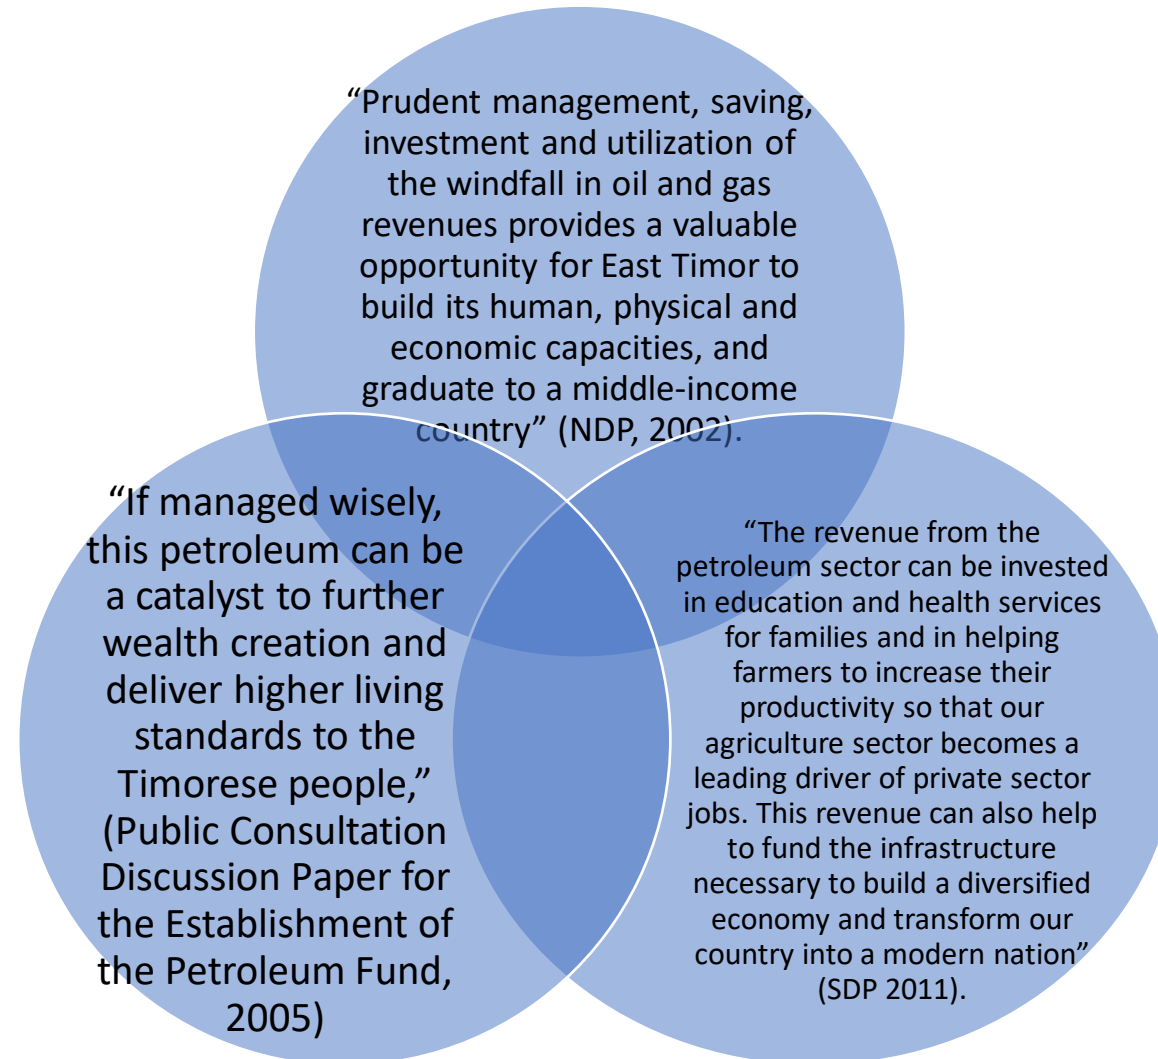 “Prudent management, saving,
investment and utilization of
the windfall in oil and gas
revenues provides a valuable
opportunity for East Timor to
build its human, physical and
economic capacities, and
graduate to a middle-income
country” (NDP, 2002).
“If managed wisely,
this petroleum can be
a catalyst to further
wealth creation and
deliver higher living
standards to the
Timorese people,”
(Public Consultation
Discussion Paper for
the Establishment of
the Petroleum Fund,
2005)
“The revenue from the
petroleum sector can be invested
in education and health services
for families and in helping
farmers to increase their
productivity so that our
agriculture sector becomes a
leading driver of private sector
jobs. This revenue can also help
to fund the infrastructure
necessary to build a diversified
economy and transform our
country into a modern nation”
(SDP 2011).